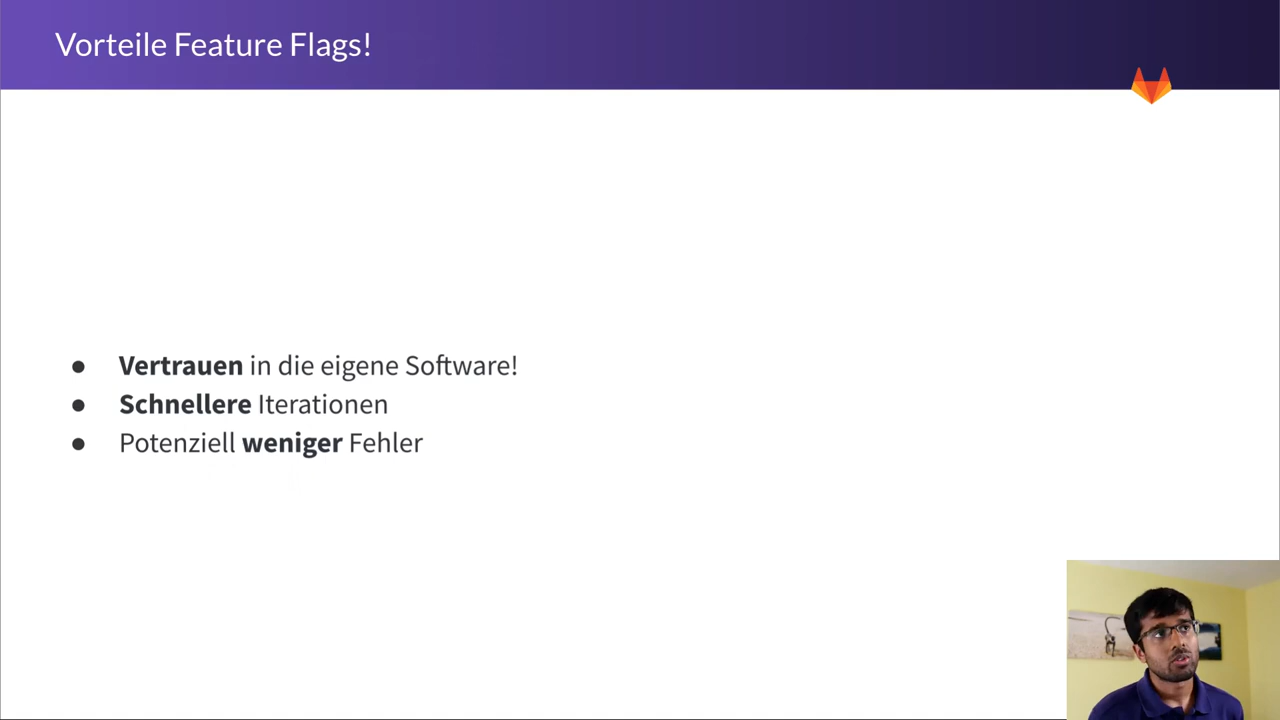 Vorteile Feature Flags!
● Vertrauen in die eigene Software!
● Schnellere Iterationen
● Potenziell weniger Fehler